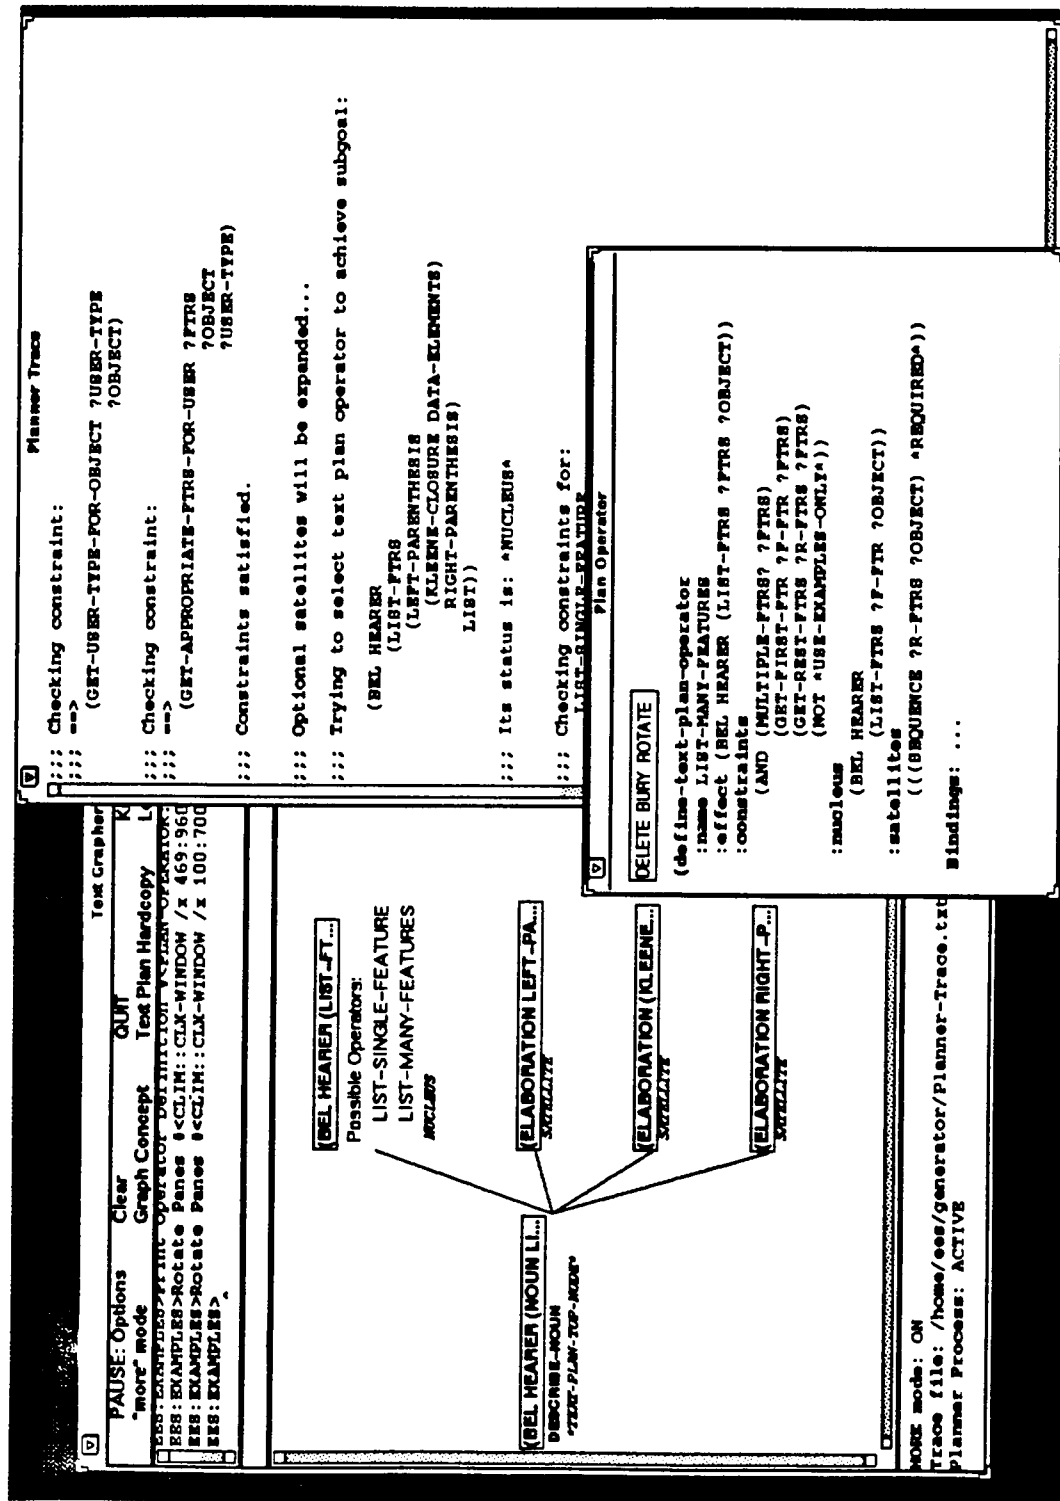 Text Grapher
PAUSE: Options Clear QUIT
"more" mode Graph Concept Text Plan Hardcopy
EES:EXAMPLES>Print Operator Definition
EES:EXAMPLES>Rotate Panes #<CLIM::CLX-WINDOW /x 469:960
EES:EXAMPLES>Rotate Panes #<CLIM::CLX-WINDOW /x 100:700
EES:EXAMPLES>
(BEL HEARER (NOUN LI...
DESCRIBE-NOUN
*TEXT-PLAN-TOP-NODE*
(BEL HEARER (LIST-FT...
Possible Operators:
LIST-SINGLE-FEATURE
LIST-MANY-FEATURES
NUCLEUS
(ELABORATION LEFT-PA...
SATELLITE
(ELABORATION (KLEENE...
SATELLITE
(ELABORATION RIGHT-P...
SATELLITE
MORE mode: ON
Trace file: /home/ees/generator/Planner-Trace.txt
Planner Process: ACTIVE
Planner Trace
;;; Checking constraint:
;;; ==>
(GET-USER-TYPE-FOR-OBJECT ?USER-TYPE
?OBJECT)
;;; Checking constraint:
;;; ==>
(GET-APPROPRIATE-FTRS-FOR-USER ?FTRS
?OBJECT
?USER-TYPE)
;;; Constraints satisfied.
;;; Optional satellites will be expanded...
;;; Trying to select text plan operator to achieve subgoal:
(BEL HEARER
(LIST-FTRS
(LEFT-PARENTHESIS
(KLEENE-CLOSURE DATA-ELEMENTS)
RIGHT-PARENTHESIS)
LIST))
;;; Its status is: *NUCLEUS*
;;; Checking constraints for:
LIST-SINGLE-FEATURE
Plan Operator
DELETE BURY ROTATE
(define-text-plan-operator
:name LIST-MANY-FEATURES
:effect (BEL HEARER (LIST-FTRS ?FTRS ?OBJECT))
:constraints
(AND (MULTIPLE-FTRS? ?FTRS)
(GET-FIRST-FTR ?F-FTR ?FTRS)
(GET-REST-FTRS ?R-FTRS ?FTRS)
(NOT *USE-EXAMPLES-ONLY*))
:nucleus
(BEL HEARER
(LIST-FTRS ?F-FTR ?OBJECT))
:satellites
(((SEQUENCE ?R-FTRS ?OBJECT) *REQUIRED*))
Bindings: ...